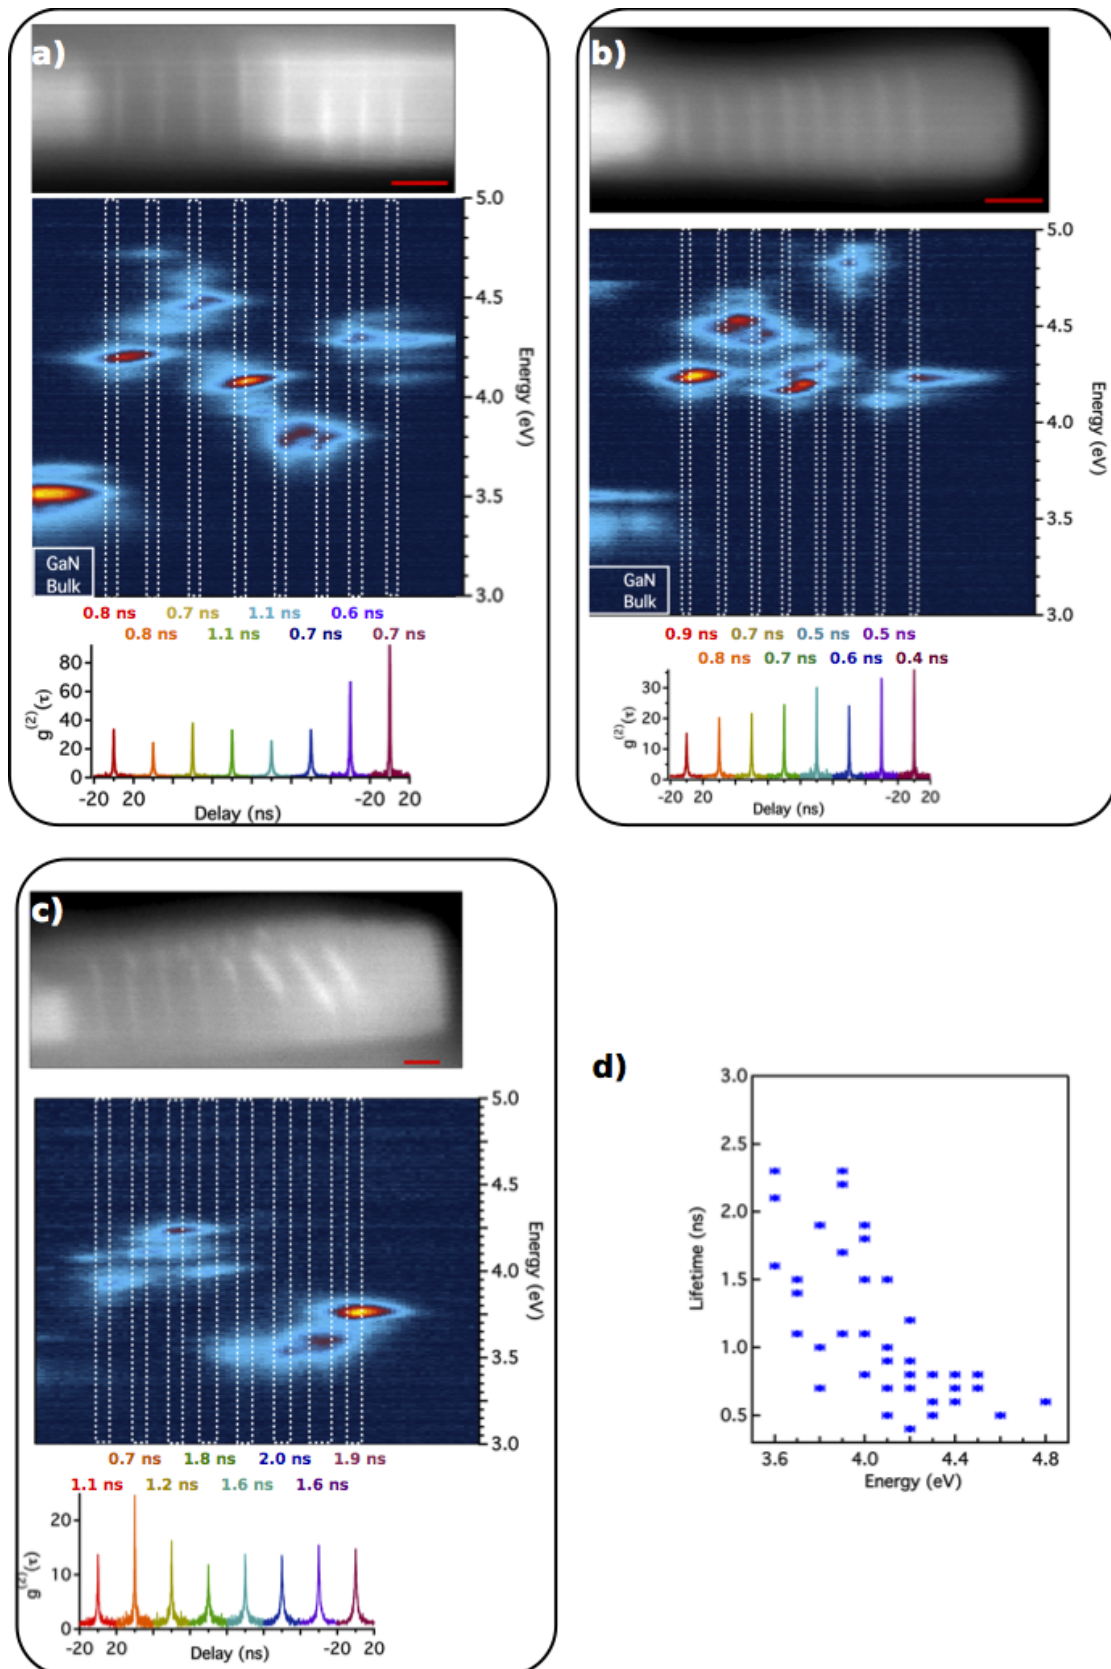 a)
5.0
4.5
4.0
3.5
3.0
Energy (eV)
GaN
Bulk
0.8 ns 0.7 ns 1.1 ns 0.6 ns
0.8 ns 1.1 ns 0.7 ns 0.7 ns
80
60
40
20
0
g(2)(τ)
-20 20 -20 20
Delay (ns)
b)
5.0
4.5
4.0
3.5
3.0
Energy (eV)
GaN
Bulk
0.9 ns 0.7 ns 0.5 ns 0.5 ns
0.8 ns 0.7 ns 0.6 ns 0.4 ns
30
20
10
0
g(2)(τ)
-20 20 -20 20
Delay (ns)
c)
5.0
4.5
4.0
3.5
3.0
Energy (eV)
0.7 ns 1.8 ns 2.0 ns 1.9 ns
1.1 ns 1.2 ns 1.6 ns 1.6 ns
20
10
0
g(2)(τ)
-20 20 -20 20
Delay (ns)
d)
3.0
2.5
2.0
1.5
1.0
0.5
Lifetime (ns)
3.6 4.0 4.4 4.8
Energy (eV)